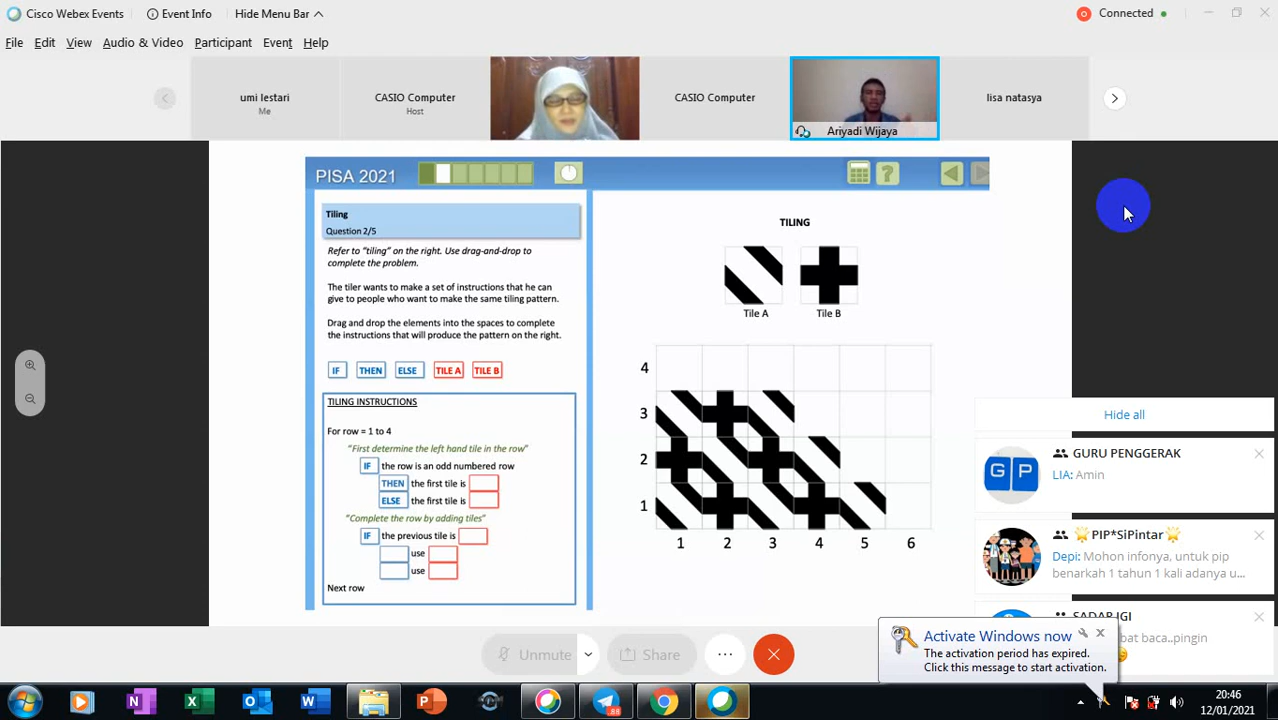 Cisco Webex Events
Event Info
Hide Menu Bar
Connected
File Edit View Audio & Video Participant Event Help
umi lestari
Me
CASIO Computer
Host
CASIO Computer
Ariyadi Wijaya
lisa natasya
PISA 2021
?
Tiling
Question 2/5
Refer to "tiling" on the right. Use drag-and-drop to
complete the problem.
The tiler wants to make a set of instructions that he can
give to people who want to make the same tiling pattern.
Drag and drop the elements into the spaces to complete
the instructions that will produce the pattern on the right.
IF THEN ELSE TILE A TILE B
TILING INSTRUCTIONS
For row = 1 to 4
"First determine the left hand tile in the row"
IF the row is an odd numbered row
THEN the first tile is
ELSE the first tile is
"Complete the row by adding tiles"
IF the previous tile is
use
use
Next row
TILING
Tile A
Tile B
4
3
2
1
1 2 3 4 5 6
Hide all
GP
GURU PENGGERAK
LIA: Amin
🌟PIP*SiPintar🌟
Depi: Mohon infonya, untuk pip
benarkah 1 tahun 1 kali adanya u...
SADAR IGI
bat baca..pingin
Unmute
Share
Activate Windows now
The activation period has expired.
Click this message to start activation.
20:46
12/01/2021